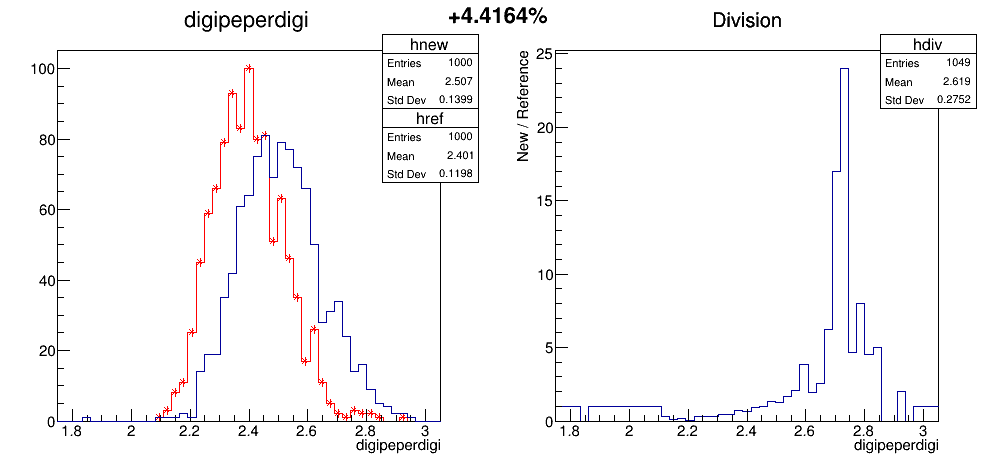 +4.4164%
digipeperdigi
hnew
Entries 1000
Mean 2.507
Std Dev 0.1399
href
Entries 1000
Mean 2.401
Std Dev 0.1198
100
80
60
40
20
0
1.8 2 2.2 2.4 2.6 2.8 3
digipeperdigi
Division
hdiv
Entries 1049
Mean 2.619
Std Dev 0.2752
New / Reference
25
20
15
10
5
0
1.8 2 2.2 2.4 2.6 2.8 3
digipeperdigi